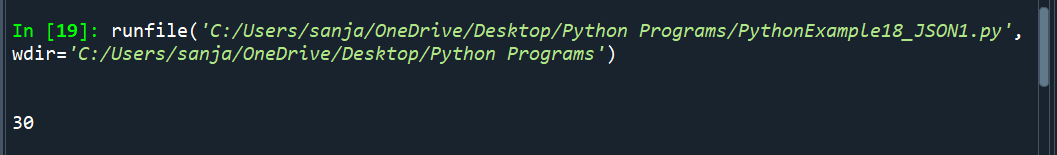 In [19]: runfile('C:/Users/sanja/OneDrive/Desktop/Python Programs/PythonExample18_JSON1.py',
wdir='C:/Users/sanja/OneDrive/Desktop/Python Programs')
30